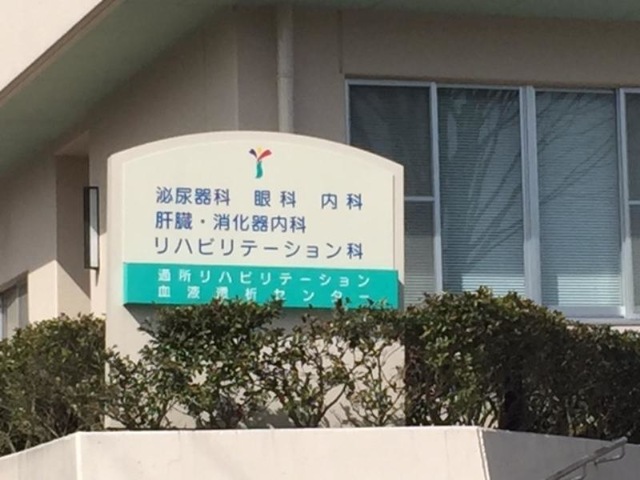 泌尿器科 眼科 内科
肝臓・消化器内科
リハビリテーション科
通所リハビリテーション
血液透析センター